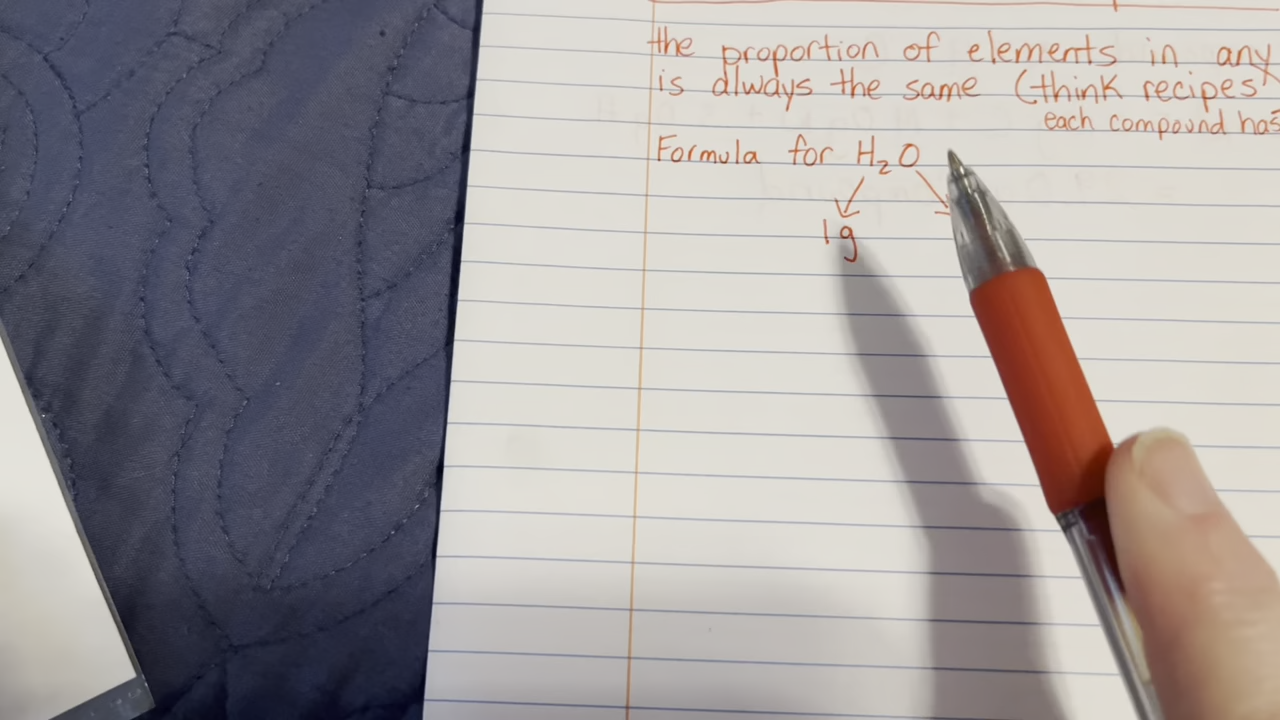 the proportion of elements in any
is always the same (think recipes
each compound has
Formula for H₂O
1g